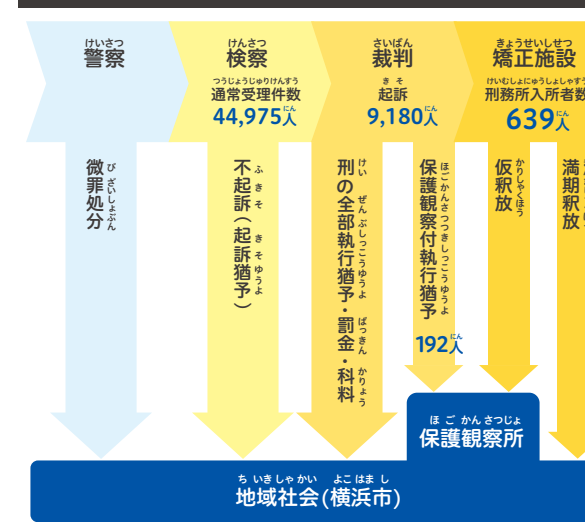 けいさつ
警察
けんさつ
検察
つうじょうじゅりけんすう
通常受理件数
にん
44,975人
さいばん
裁判
きそ
起訴
にん
9,180人
きょうせいしせつ
矯正施設
けいむしょにゅうしょしゃすう
刑務所入所者数
にん
639人
びざいしょぶん
微罪処分
ふきそ きそゆうよ
不起訴(起訴猶予)
けい ぜんぶしっこうゆうよ ばっきん かりょう
刑の全部執行猶予・罰金・科料
ほごかんさつつきしっこうゆうよ
保護観察付執行猶予
にん
192人
かりしゃくほう
仮釈放
満期釈放
ほごかんさつじょ
保護観察所
ちいきしゃかい よこはまし
地域社会(横浜市)